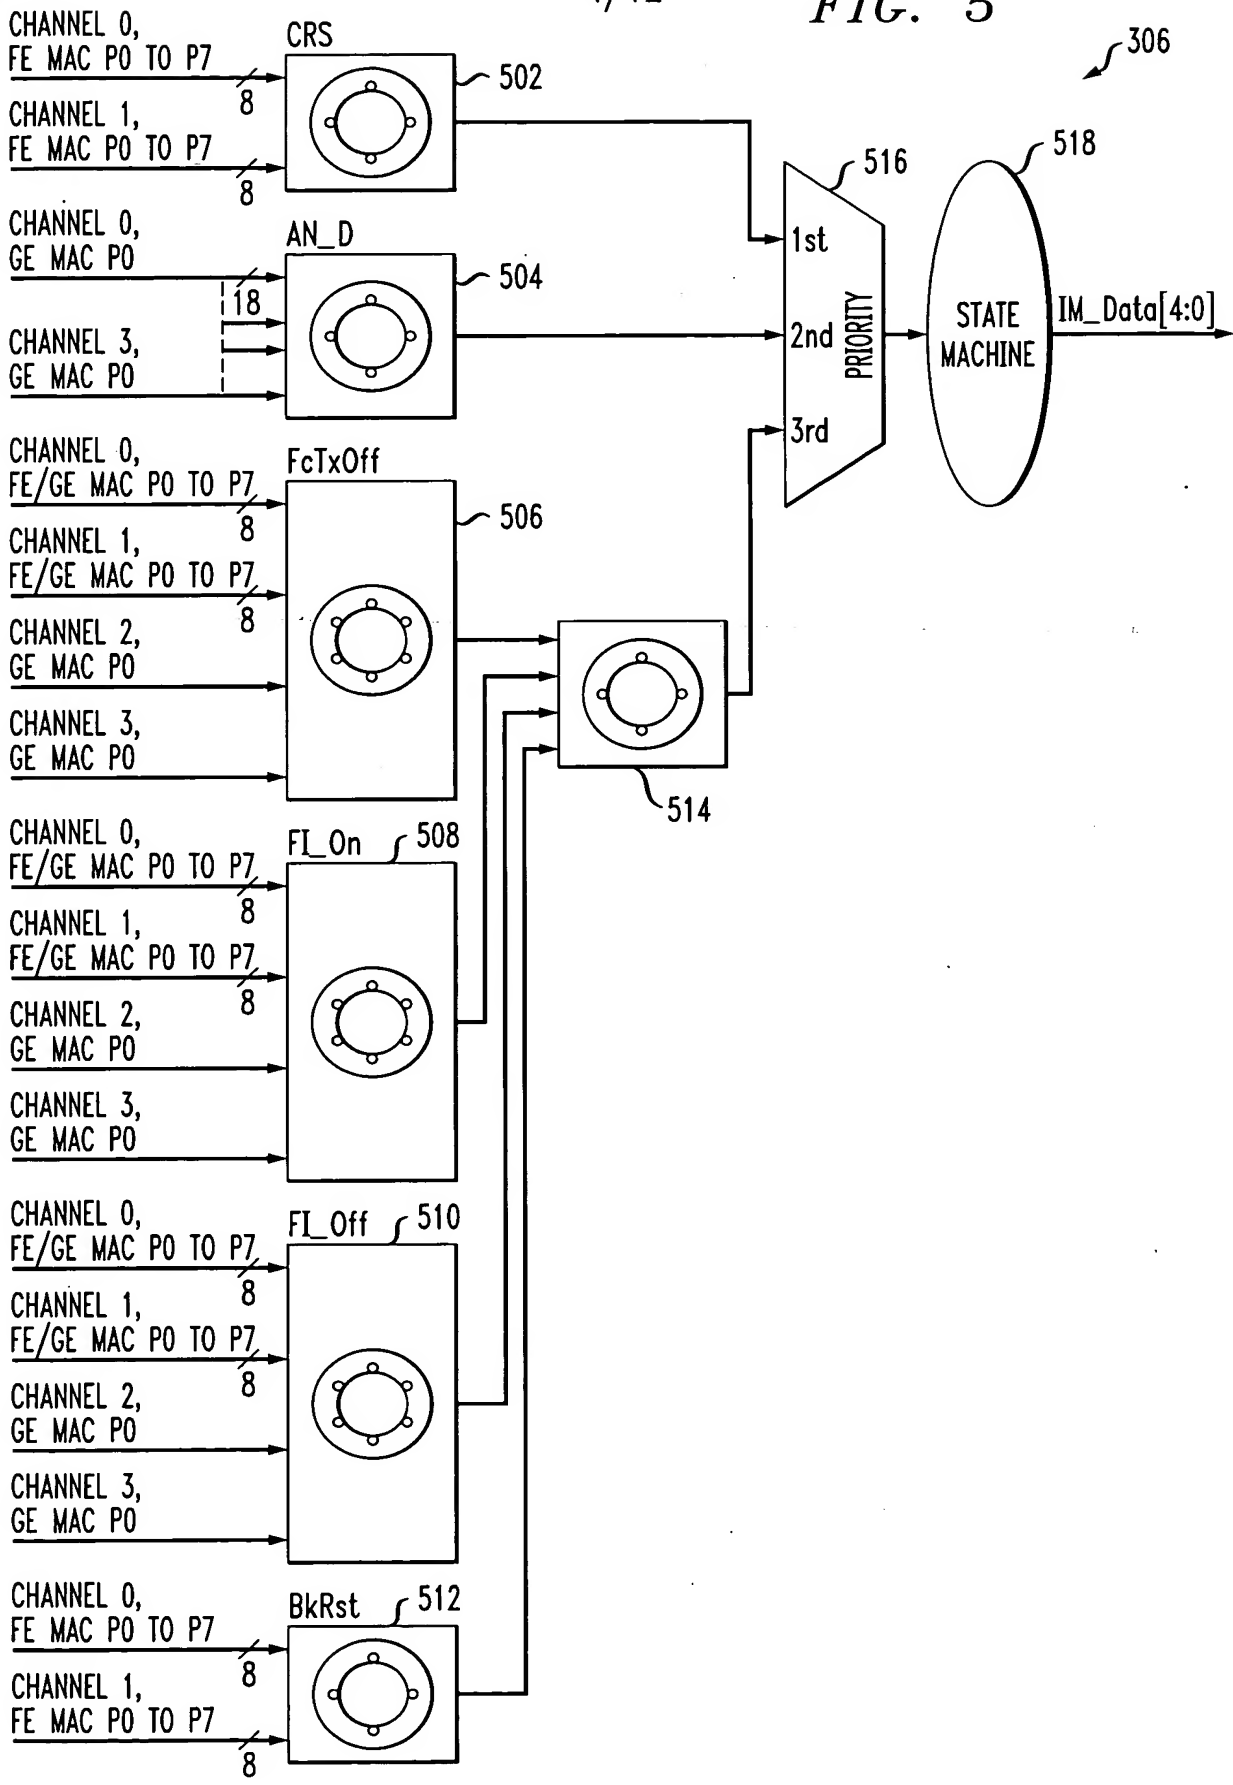 FIG. 5
306
CHANNEL 0,
FE MAC P0 TO P7
8
CHANNEL 1,
FE MAC P0 TO P7
8
CRS
502
CHANNEL 0,
GE MAC P0
18
CHANNEL 3,
GE MAC P0
AN_D
504
CHANNEL 0,
FE/GE MAC P0 TO P7
8
CHANNEL 1,
FE/GE MAC P0 TO P7
8
CHANNEL 2,
GE MAC P0
CHANNEL 3,
GE MAC P0
FcTxOff
506
CHANNEL 0,
FE/GE MAC P0 TO P7
8
CHANNEL 1,
FE/GE MAC P0 TO P7
8
CHANNEL 2,
GE MAC P0
CHANNEL 3,
GE MAC P0
FI_On
508
CHANNEL 0,
FE/GE MAC P0 TO P7
8
CHANNEL 1,
FE/GE MAC P0 TO P7
8
CHANNEL 2,
GE MAC P0
CHANNEL 3,
GE MAC P0
FI_Off
510
CHANNEL 0,
FE MAC P0 TO P7
8
CHANNEL 1,
FE MAC P0 TO P7
8
BkRst
512
514
516
1st
2nd
3rd
PRIORITY
518
STATE
MACHINE
IM_Data[4:0]